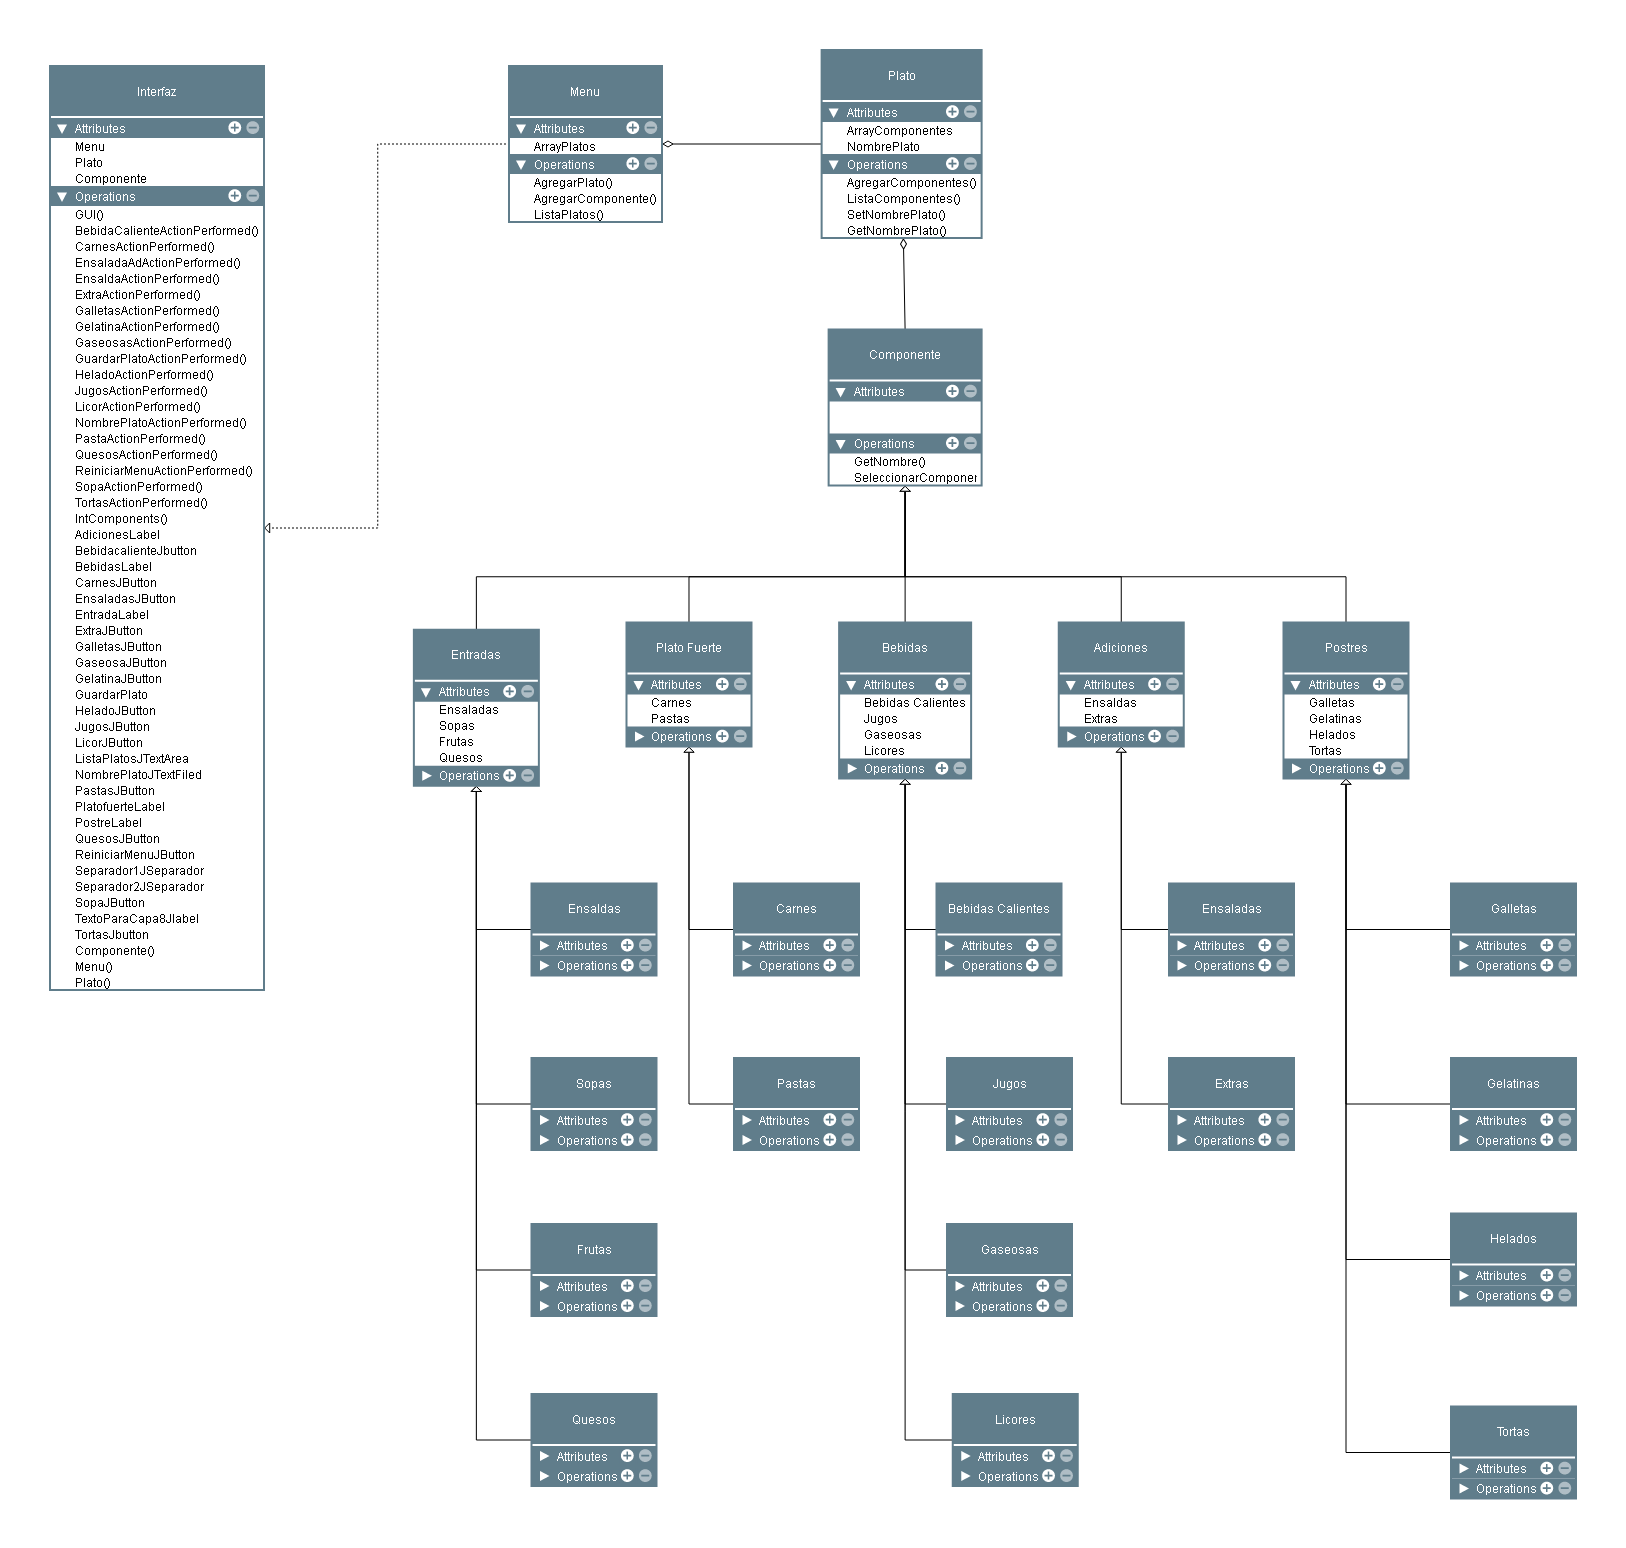 Interfaz
Attributes
Menu
Plato
Componente
Operations
GUI()
BebidaCalienteActionPerformed()
CarnesActionPerformed()
EnsaladaAdActionPerformed()
EnsaldaActionPerformed()
ExtraActionPerformed()
GalletasActionPerformed()
GelatinaActionPerformed()
GaseosasActionPerformed()
GuardarPlatoActionPerformed()
HeladoActionPerformed()
JugosActionPerformed()
LicorActionPerformed()
NombrePlatoActionPerformed()
PastaActionPerformed()
QuesosActionPerformed()
ReiniciarMenuActionPerformed()
SopaActionPerformed()
TortasActionPerformed()
IntComponents()
AdicionesLabel
BebidacalienteJbutton
BebidasLabel
CarnesJButton
EnsaladasJButton
EntradaLabel
ExtraJButton
GalletasJButton
GaseosaJButton
GelatinaJButton
GuardarPlato
HeladoJButton
JugosJButton
LicorJButton
ListaPlatosJTextArea
NombrePlatoJTextFiled
PastasJButton
PlatofuerteLabel
PostreLabel
QuesosJButton
ReiniciarMenuJButton
Separador1JSeparador
Separador2JSeparador
SopaJButton
TextoParaCapa8Jlabel
TortasJbutton
Componente()
Menu()
Plato()
Menu
Attributes
ArrayPlatos
Operations
AgregarPlato()
AgregarComponente()
ListaPlatos()
Plato
Attributes
ArrayComponentes
NombrePlato
Operations
AgregarComponentes()
ListaComponentes()
SetNombrePlato()
GetNombrePlato()
Componente
Attributes
Operations
GetNombre()
SeleccionarComponer
Entradas
Attributes
Ensaladas
Sopas
Frutas
Quesos
Operations
Plato Fuerte
Attributes
Carnes
Pastas
Operations
Bebidas
Attributes
Bebidas Calientes
Jugos
Gaseosas
Licores
Operations
Adiciones
Attributes
Ensaldas
Extras
Operations
Postres
Attributes
Galletas
Gelatinas
Helados
Tortas
Operations
Ensaldas
Attributes
Operations
Carnes
Attributes
Operations
Bebidas Calientes
Attributes
Operations
Ensaladas
Attributes
Operations
Galletas
Attributes
Operations
Sopas
Attributes
Operations
Pastas
Attributes
Operations
Jugos
Attributes
Operations
Extras
Attributes
Operations
Gelatinas
Attributes
Operations
Frutas
Attributes
Operations
Gaseosas
Attributes
Operations
Helados
Attributes
Operations
Quesos
Attributes
Operations
Licores
Attributes
Operations
Tortas
Attributes
Operations